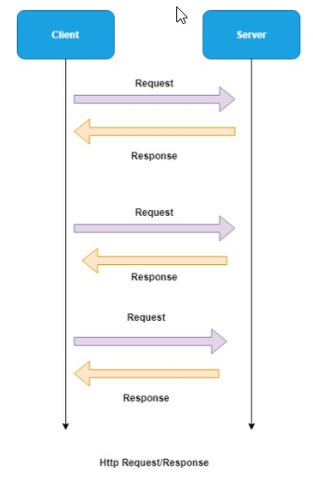 Client
Server
Request
Response
Request
Response
Request
Response
Http Request/Response